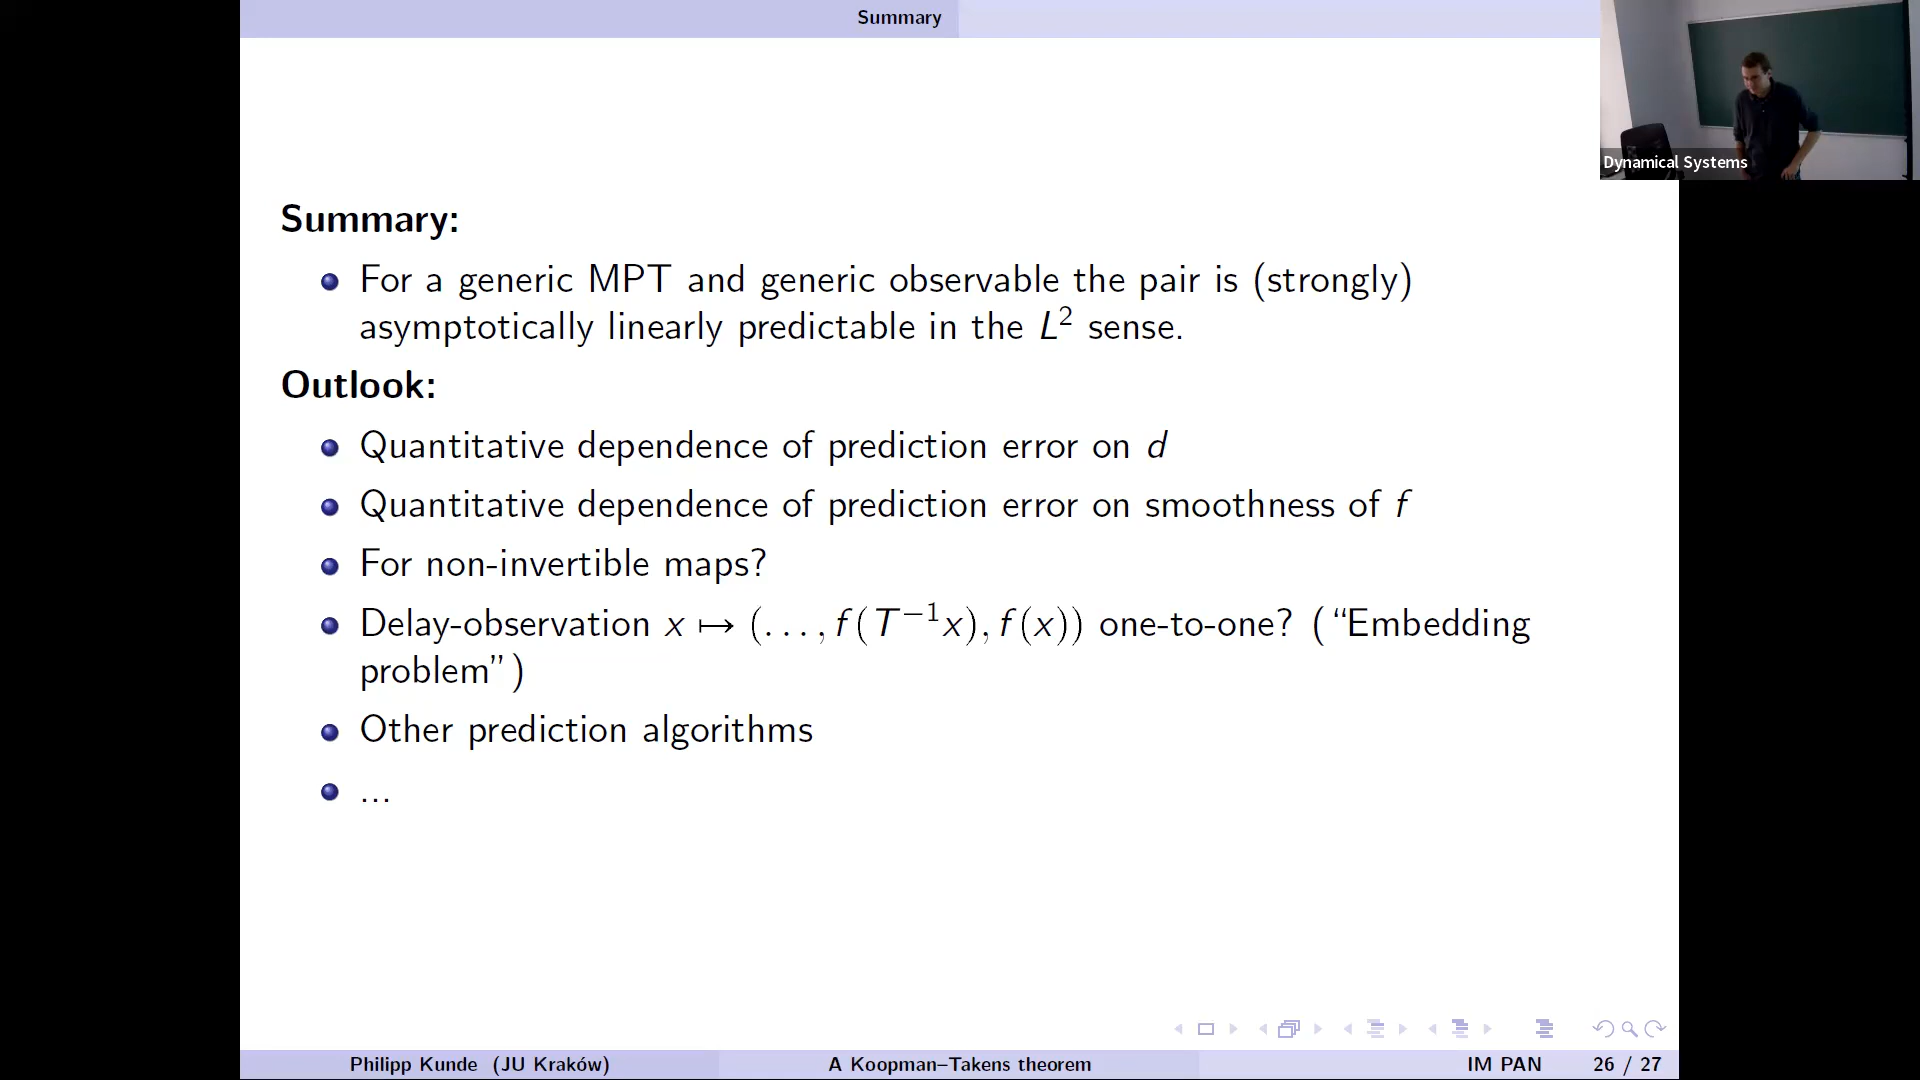 Summary
Dynamical Systems
Summary:
For a generic MPT and generic observable the pair is (strongly)
asymptotically linearly predictable in the L² sense.
Outlook:
Quantitative dependence of prediction error on d
Quantitative dependence of prediction error on smoothness of f
For non-invertible maps?
Delay-observation x ↦ (. . . , f(T⁻¹x), f(x)) one-to-one? (“Embedding
problem”)
Other prediction algorithms
...
Philipp Kunde (JU Kraków) A Koopman–Takens theorem IM PAN 26 / 27